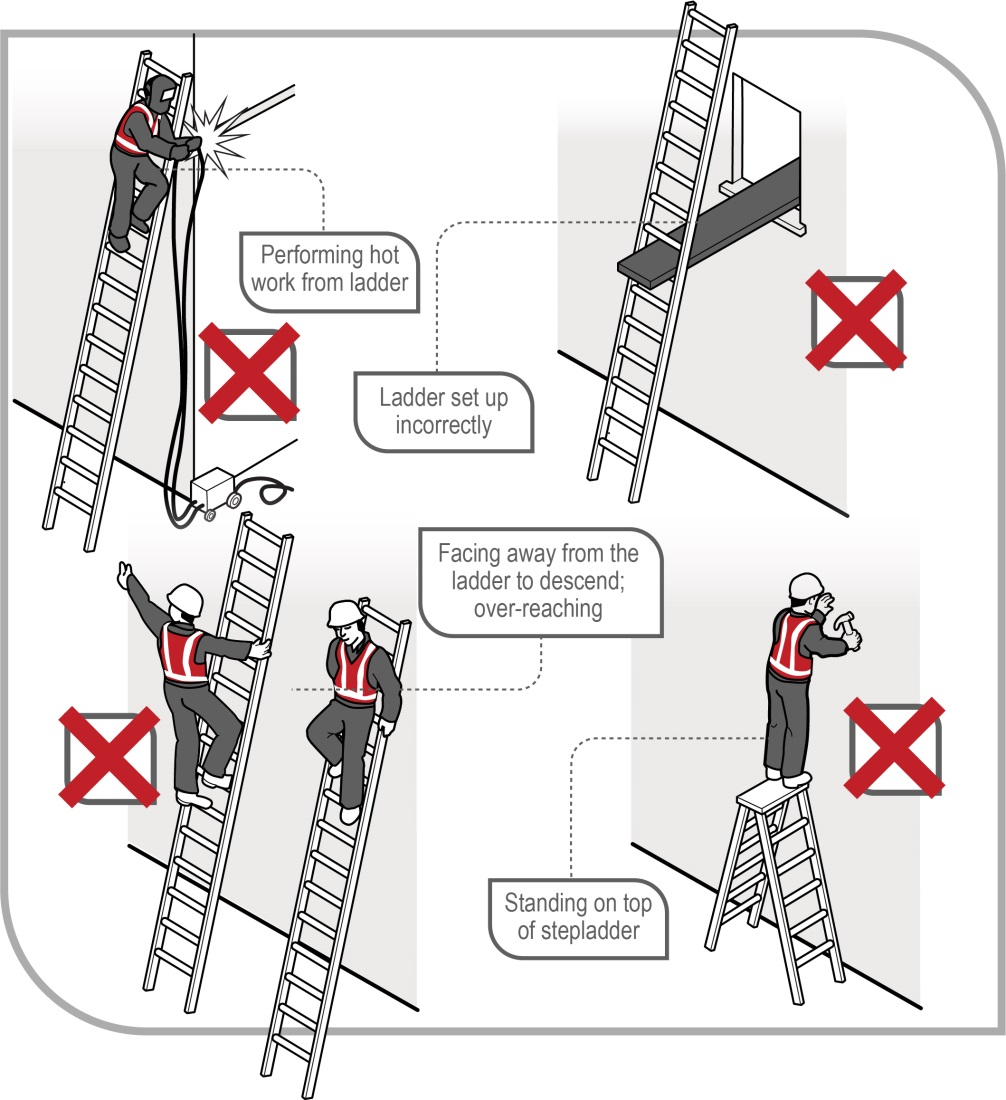 Performing hot
work from ladder
Ladder set up
incorrectly
Facing away from the
ladder to descend;
over-reaching
Standing on top
of stepladder